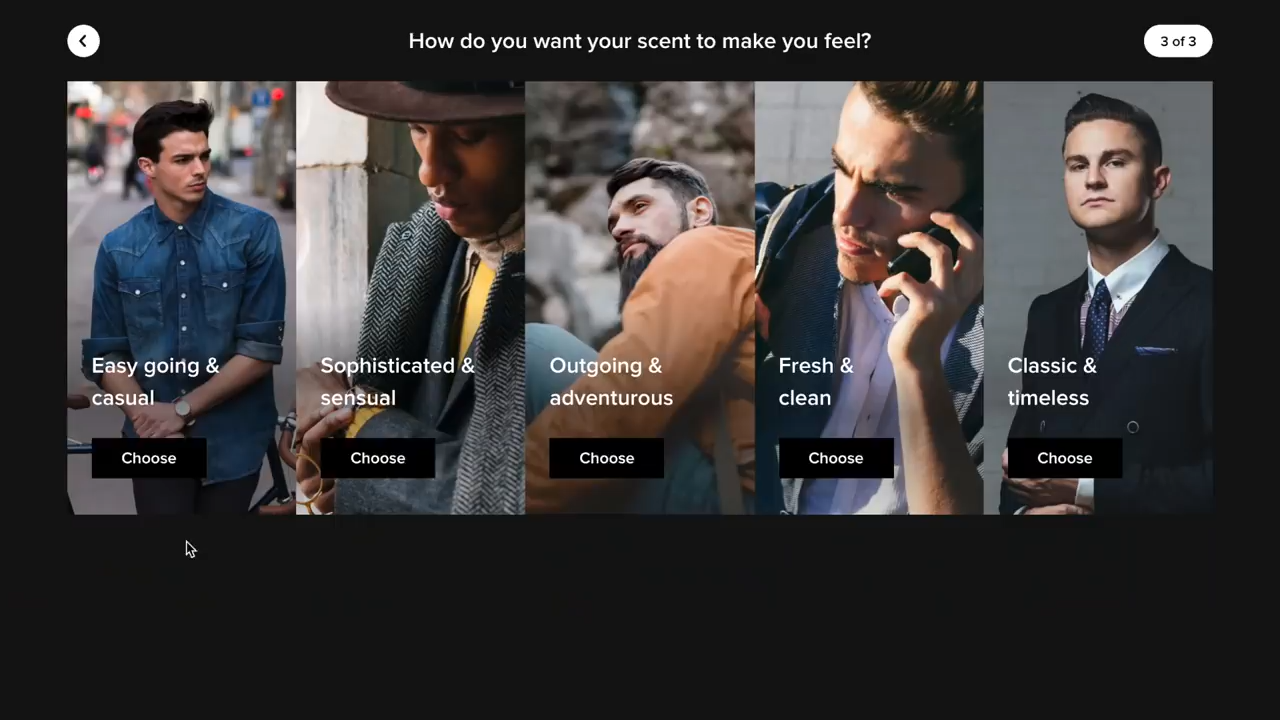 How do you want your scent to make you feel?
3 of 3
Easy going &
casual
Choose
Sophisticated &
sensual
Choose
Outgoing &
adventurous
Choose
Fresh &
clean
Choose
Classic &
timeless
Choose